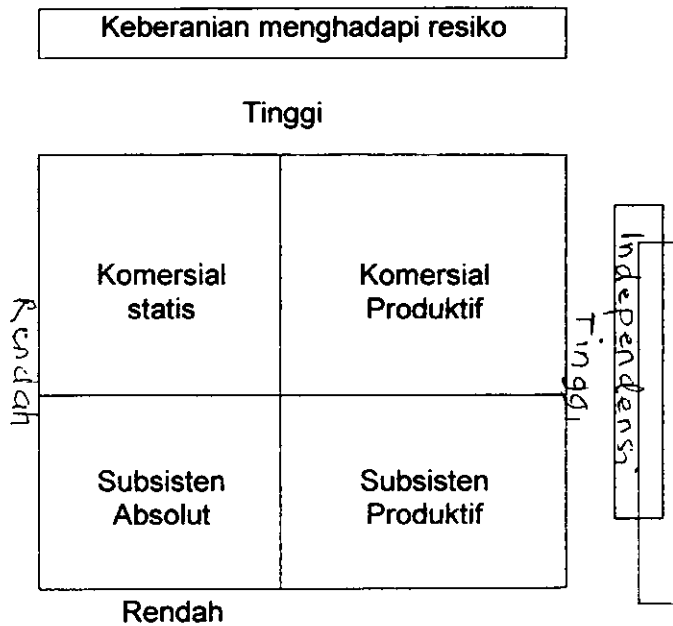 Keberanian menghadapi resiko
Tinggi
Komersial
statis
Komersial
Produktif
Rendah
Tinggi
Independensi
Subsisten
Absolut
Subsisten
Produktif
Rendah